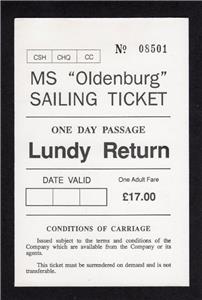 CSH CHQ CC № 08501
MS “Oldenburg”
SAILING TICKET
ONE DAY PASSAGE
Lundy Return
DATE VALID One Adult Fare
£17.00
CONDITIONS OF CARRIAGE
Issued subject to the terms and conditions of the
Company which are available from the Company or its
agents.
This ticket must be surrendered on demand and is not
transferable.